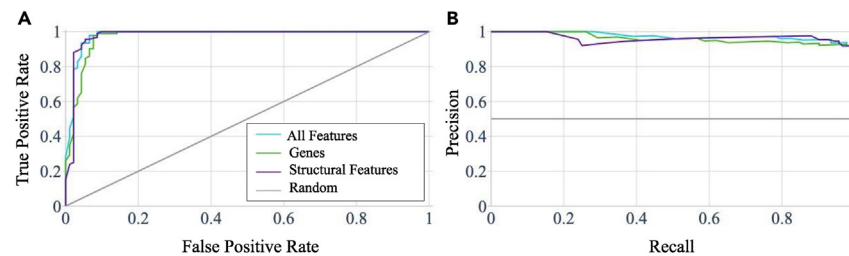 A
True Positive Rate
1
0.8
0.6
0.4
0.2
0
0 0.2 0.4 0.6 0.8 1
False Positive Rate
All Features
Genes
Structural Features
Random
B
Precision
1
0.8
0.6
0.4
0.2
0
0 0.2 0.4 0.6 0.8
Recall